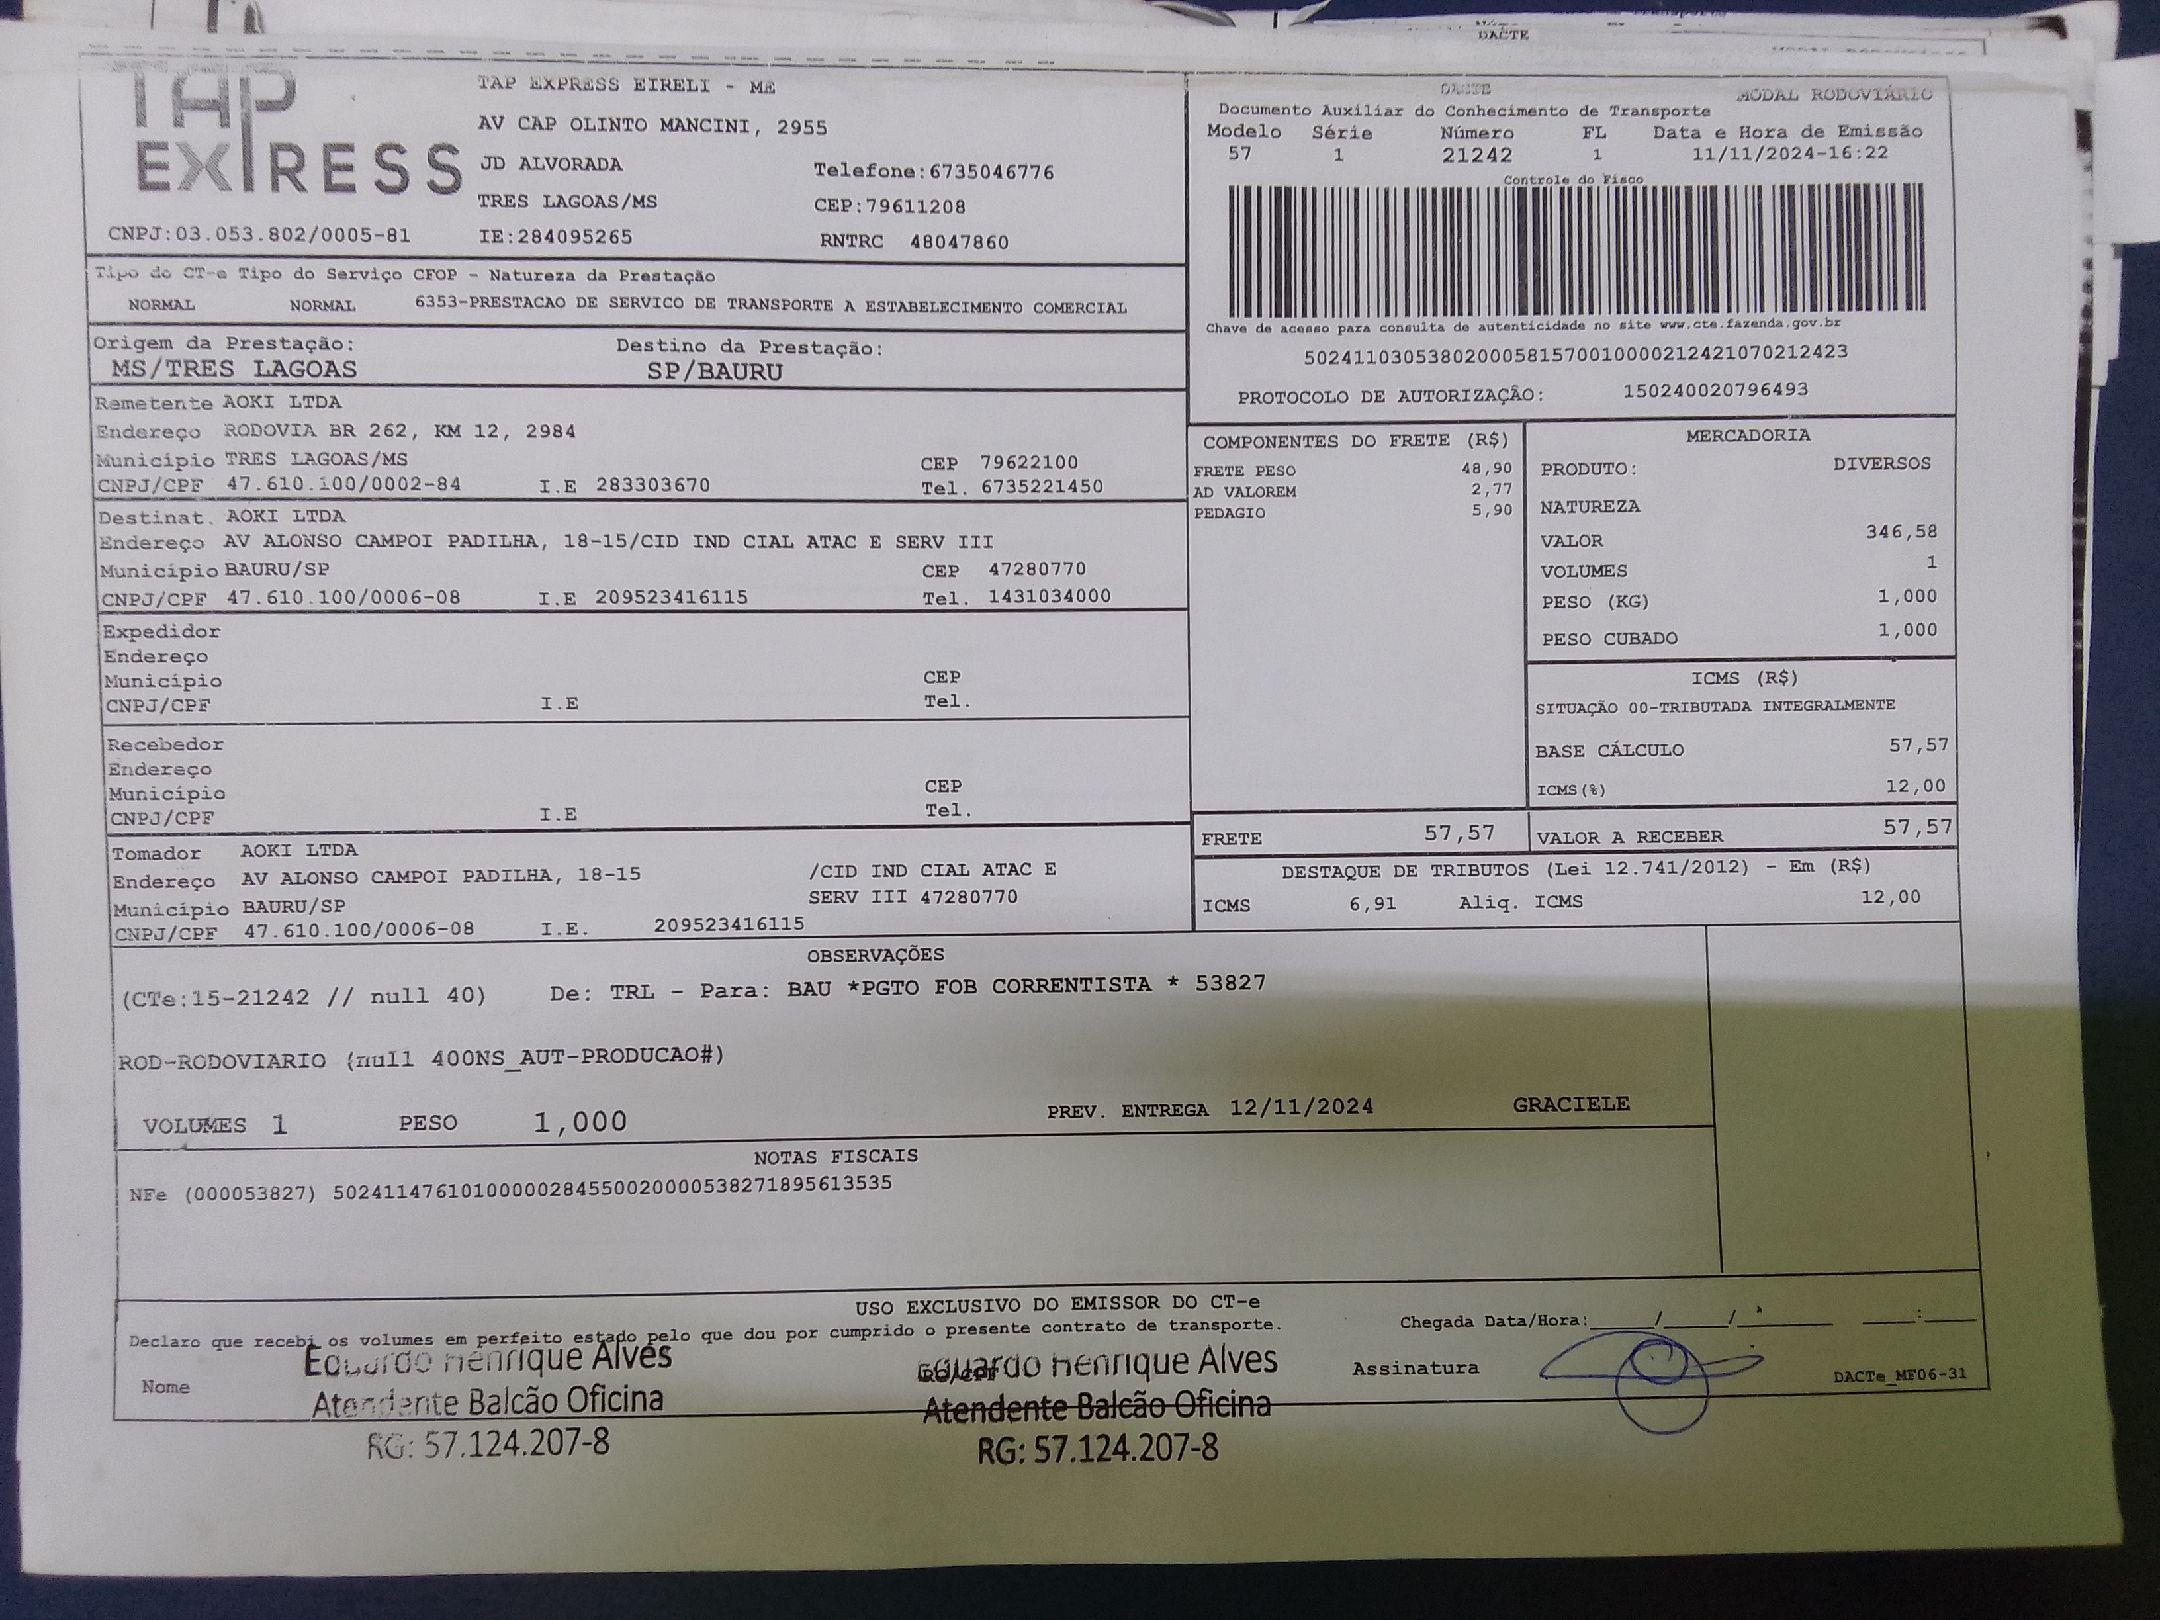 DACTE
TAP
EXPRESS
TAP EXPRESS EIRELI - ME
AV CAP OLINTO MANCINI, 2955
JD ALVORADA Telefone:6735046776
TRES LAGOAS/MS CEP:79611208
CNPJ:03.053.802/0005-81 IE:284095265 RNTRC 48047860
DACTE MODAL RODOVIÁRIO
Documento Auxiliar do Conhecimento de Transporte
Modelo Série Número FL Data e Hora de Emissão
57 1 21242 1 11/11/2024-16:22
Controle do Fisco
Chave de acesso para consulta de autenticidade no site www.cte.fazenda.gov.br
50241103053802000581570010000212421070212423
PROTOCOLO DE AUTORIZAÇÃO: 150240020796493
Tipo do CT-e Tipo do Serviço CFOP - Natureza da Prestação
NORMAL NORMAL 6353-PRESTACAO DE SERVICO DE TRANSPORTE A ESTABELECIMENTO COMERCIAL
Origem da Prestação: Destino da Prestação:
MS/TRES LAGOAS SP/BAURU
Remetente AOKI LTDA
Endereço RODOVIA BR 262, KM 12, 2984
Município TRES LAGOAS/MS CEP 79622100
CNPJ/CPF 47.610.100/0002-84 I.E 283303670 Tel. 6735221450
Destinat. AOKI LTDA
Endereço AV ALONSO CAMPOI PADILHA, 18-15/CID IND CIAL ATAC E SERV III
Município BAURU/SP CEP 47280770
CNPJ/CPF 47.610.100/0006-08 I.E 209523416115 Tel. 1431034000
Expedidor
Endereço
Município CEP
CNPJ/CPF I.E Tel.
Recebedor
Endereço
Município CEP
CNPJ/CPF I.E Tel.
Tomador AOKI LTDA
Endereço AV ALONSO CAMPOI PADILHA, 18-15 /CID IND CIAL ATAC E
Município BAURU/SP SERV III 47280770
CNPJ/CPF 47.610.100/0006-08 I.E. 209523416115
COMPONENTES DO FRETE (R$)
FRETE PESO 48,90
AD VALOREM 2,77
PEDAGIO 5,90
MERCADORIA
PRODUTO: DIVERSOS
NATUREZA
VALOR 346,58
VOLUMES 1
PESO (KG) 1,000
PESO CUBADO 1,000
ICMS (R$)
SITUAÇÃO 00-TRIBUTADA INTEGRALMENTE
BASE CÁLCULO 57,57
ICMS(%) 12,00
FRETE 57,57 VALOR A RECEBER 57,57
DESTAQUE DE TRIBUTOS (Lei 12.741/2012) - Em (R$)
ICMS 6,91 Aliq. ICMS 12,00
OBSERVAÇÕES
(CTe:15-21242 // null 40) De: TRL - Para: BAU *PGTO FOB CORRENTISTA * 53827
ROD-RODOVIARIO (null 400NS_AUT-PRODUCAO#)
VOLUMES 1 PESO 1,000 PREV. ENTREGA 12/11/2024 GRACIELE
NOTAS FISCAIS
NFe (000053827) 50241147610100000284550020000538271895613535
USO EXCLUSIVO DO EMISSOR DO CT-e
Declaro que recebi os volumes em perfeito estado pelo que dou por cumprido o presente contrato de transporte. Chegada Data/Hora:____/____/______ ___:___
Nome RG/CPF Assinatura DACTe_MF06-31
Eduardo Henrique Alves
Atendente Balcão Oficina
RG: 57.124.207-8
Eduardo Henrique Alves
Atendente Balcão Oficina
RG: 57.124.207-8